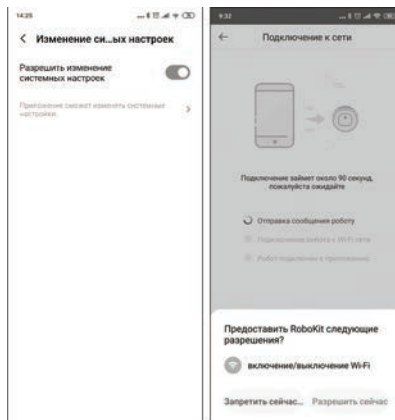 14:25
Изменение си...ых настроек
Разрешить изменение
системных настроек
Приложение сможет изменять системные
настройки.
9:32
Подключение к сети
Подключение займет около 90 секунд,
пожалуйста ожидайте
Отправка сообщения роботу
Подключение робота к Wi-Fi сети
Робот подключен к приложению
Предоставить RoboKit следующие
разрешения?
включение/выключение Wi-Fi
Запретить сейчас... Разрешить сейчас